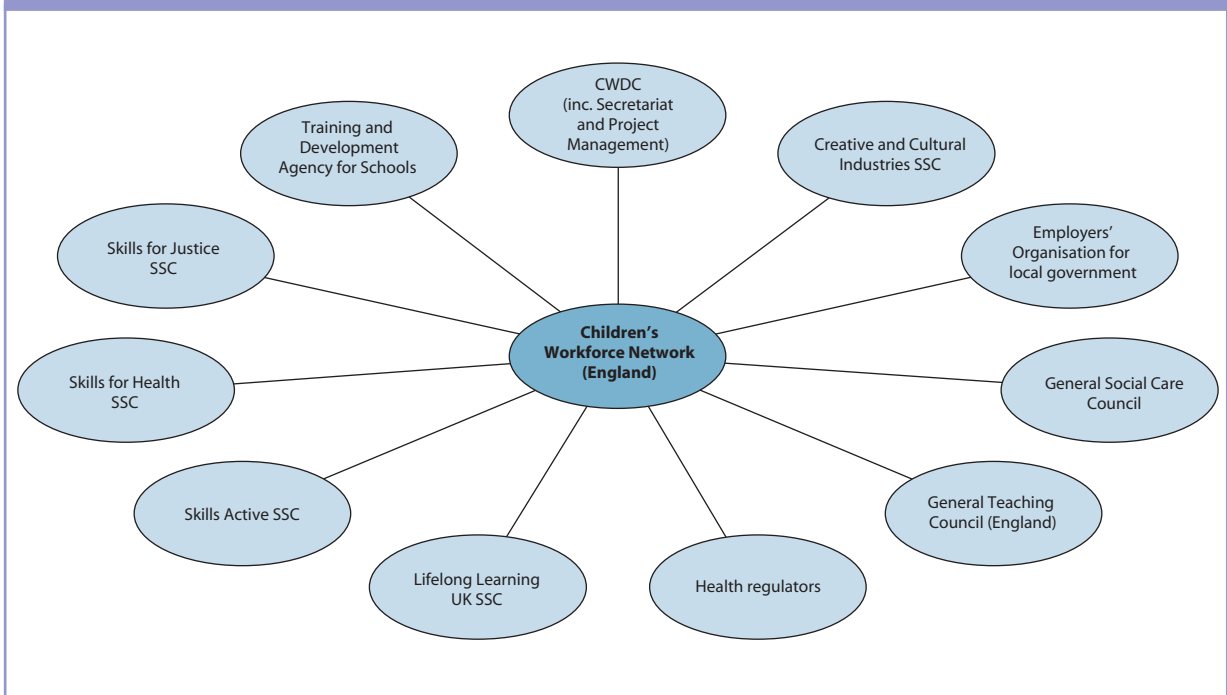 CWDC
(inc. Secretariat
and Project
Management)
Training and
Development
Agency for Schools
Creative and Cultural
Industries SSC
Skills for Justice
SSC
Employers’
Organisation for
local government
Children’s
Workforce Network
(England)
Skills for Health
SSC
General Social Care
Council
Skills Active SSC
General Teaching
Council (England)
Lifelong Learning
UK SSC
Health regulators